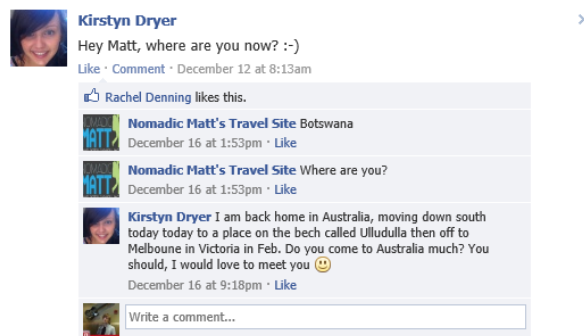 Kirstyn Dryer
Hey Matt, where are you now? :-)
Like · Comment · December 12 at 8:13am
Rachel Denning likes this.
Nomadic Matt's Travel Site Botswana
December 16 at 1:53pm · Like
Nomadic Matt's Travel Site Where are you?
December 16 at 1:53pm · Like
Kirstyn Dryer I am back home in Australia, moving down south
today today to a place on the bech called Ulludulla then off to
Melboune in Victoria in Feb. Do you come to Australia much? You
should, I would love to meet you
December 16 at 9:18pm · Like
Write a comment...